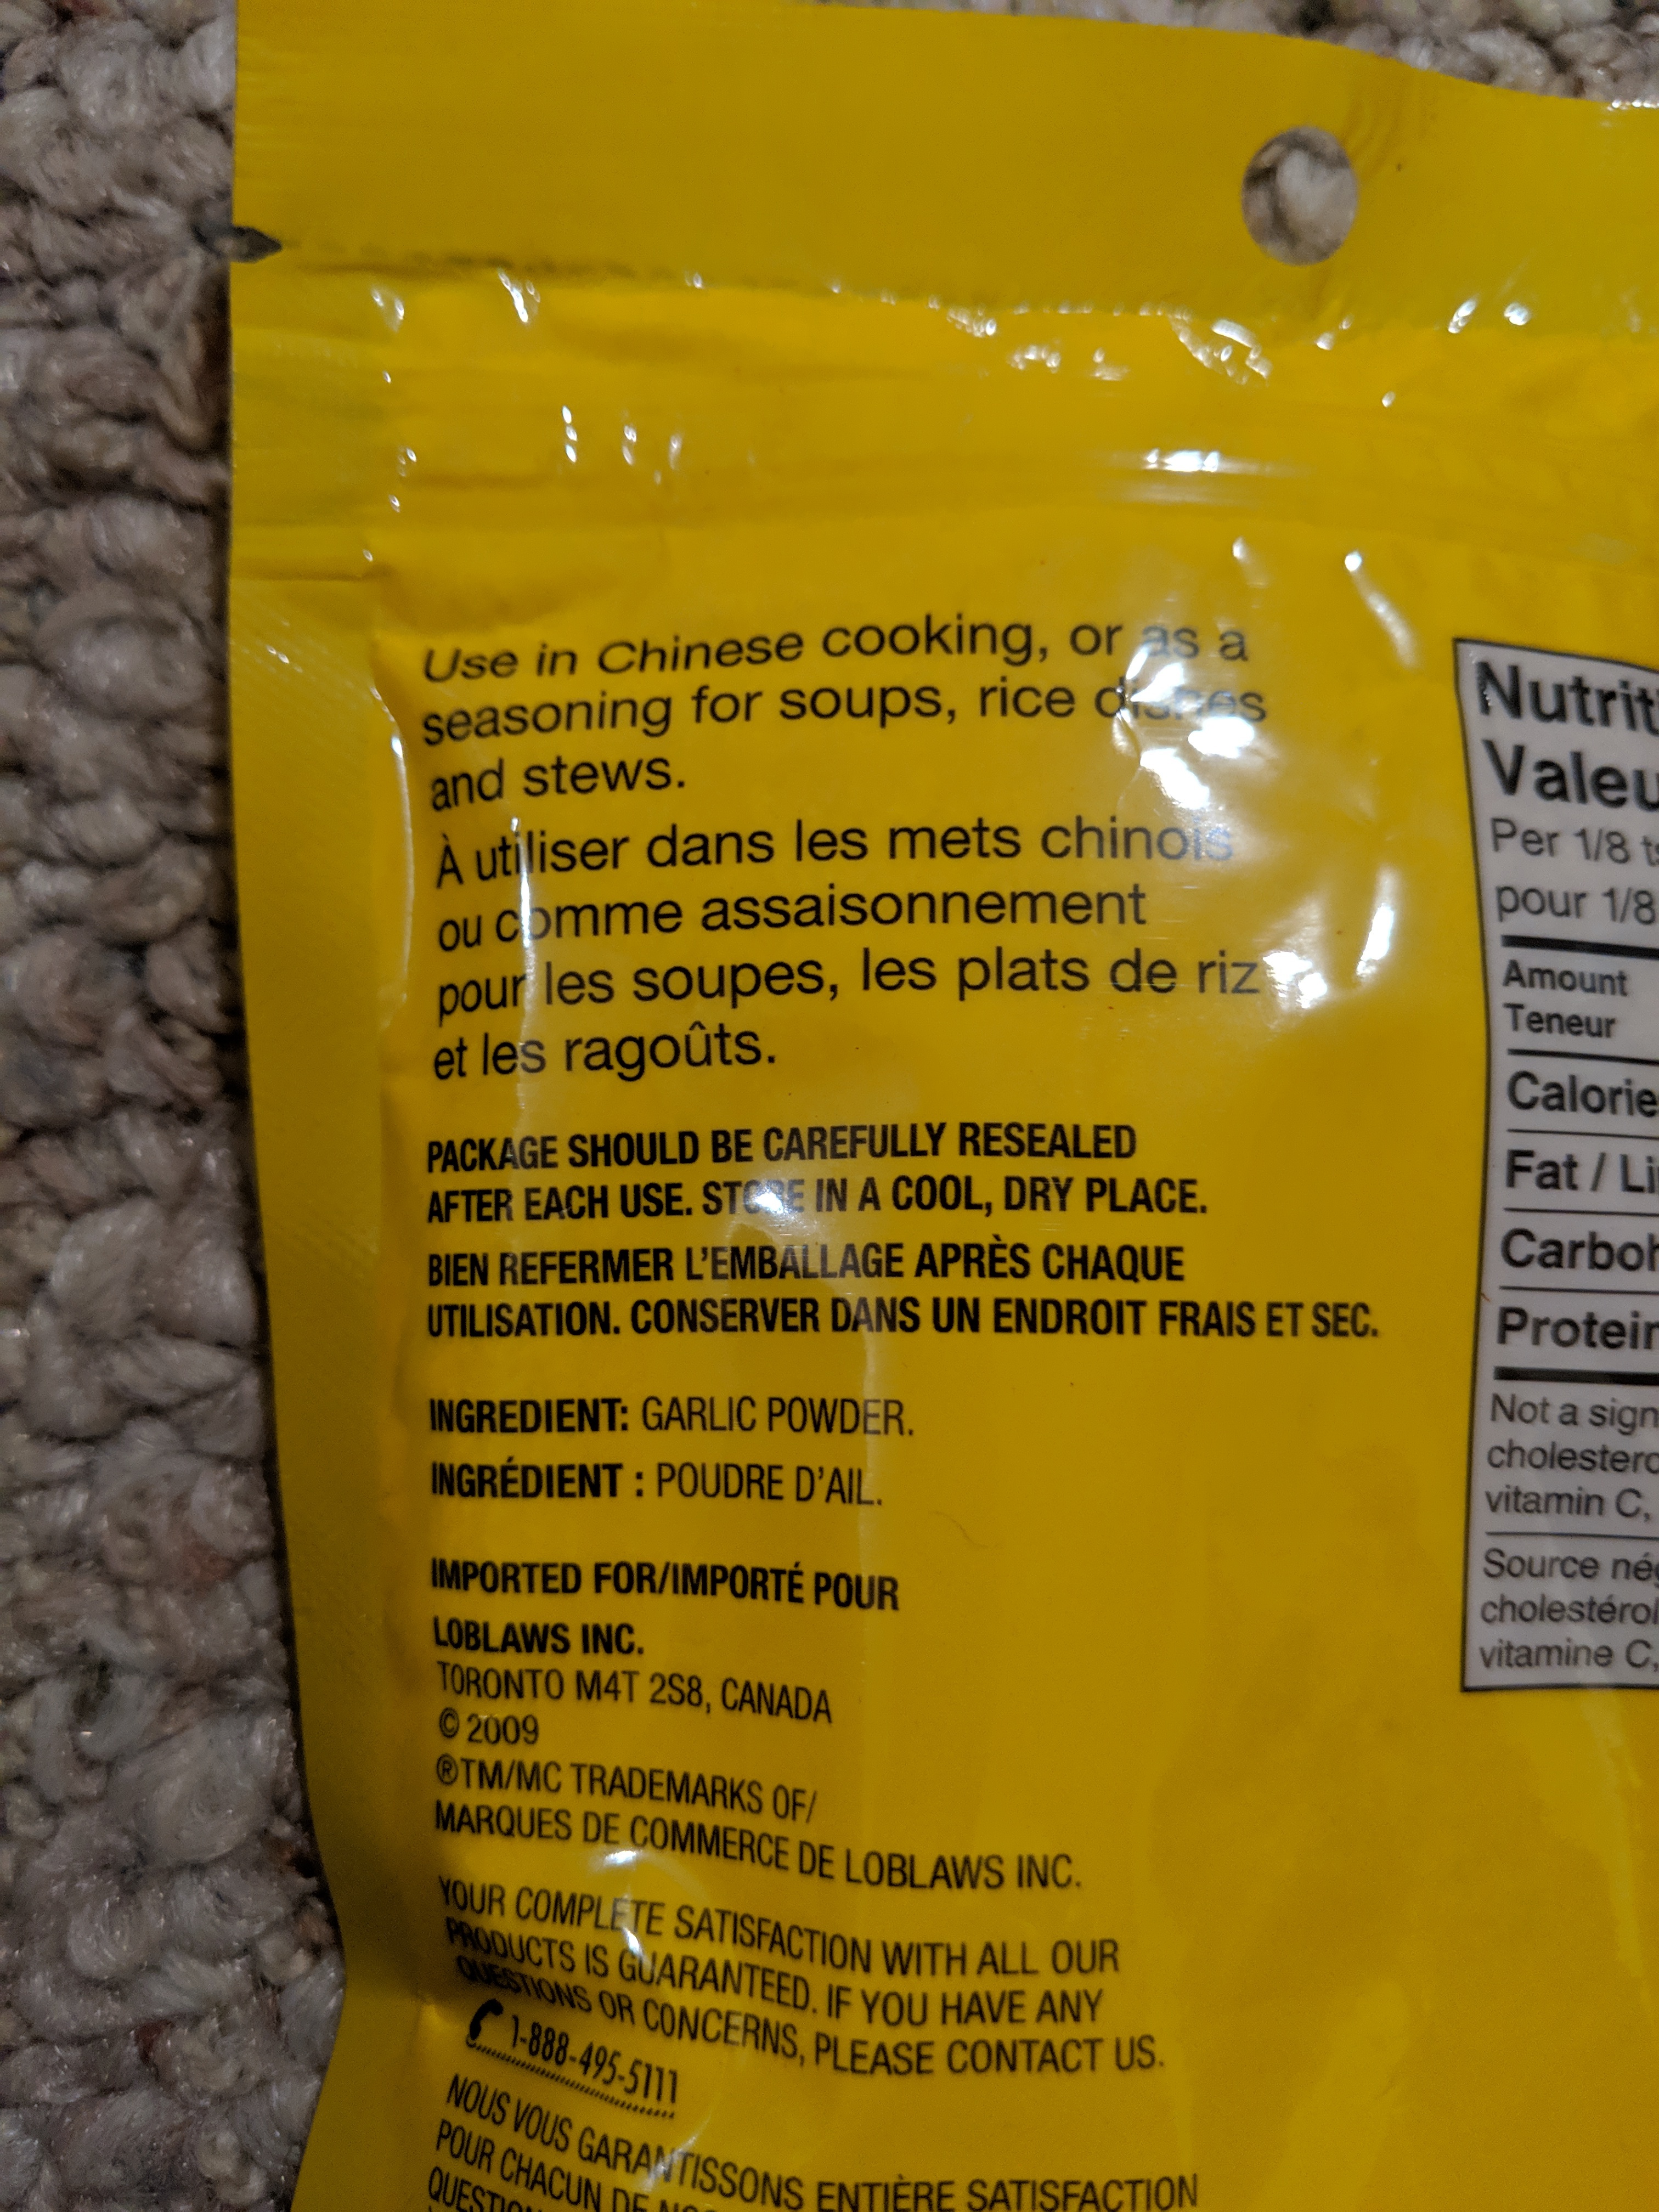 Use in Chinese cooking, or as a
seasoning for soups, rice dishes
and stews.
À utiliser dans les mets chinois
ou comme assaisonnement
pour les soupes, les plats de riz
et les ragoûts.
PACKAGE SHOULD BE CAREFULLY RESEALED
AFTER EACH USE. STORE IN A COOL, DRY PLACE.
BIEN REFERMER L'EMBALLAGE APRÈS CHAQUE
UTILISATION. CONSERVER DANS UN ENDROIT FRAIS ET SEC.
INGREDIENT: GARLIC POWDER.
INGRÉDIENT : POUDRE D'AIL.
IMPORTED FOR/IMPORTÉ POUR
LOBLAWS INC.
TORONTO M4T 2S8, CANADA
© 2009
®TM/MC TRADEMARKS OF/
MARQUES DE COMMERCE DE LOBLAWS INC.
YOUR COMPLETE SATISFACTION WITH ALL OUR
PRODUCTS IS GUARANTEED. IF YOU HAVE ANY
QUESTIONS OR CONCERNS, PLEASE CONTACT US.
1-888-495-5111
NOUS VOUS GARANTISSONS ENTIÈRE SATISFACTION
POUR CHACUN DE
Nutriti
Valeu
Per 1/8 ts
pour 1/8
Amount
Teneur
Calorie
Fat / Li
Carboh
Protein
Not a sign
cholestero
vitamin C,
Source nég
cholestérol
vitamine C,